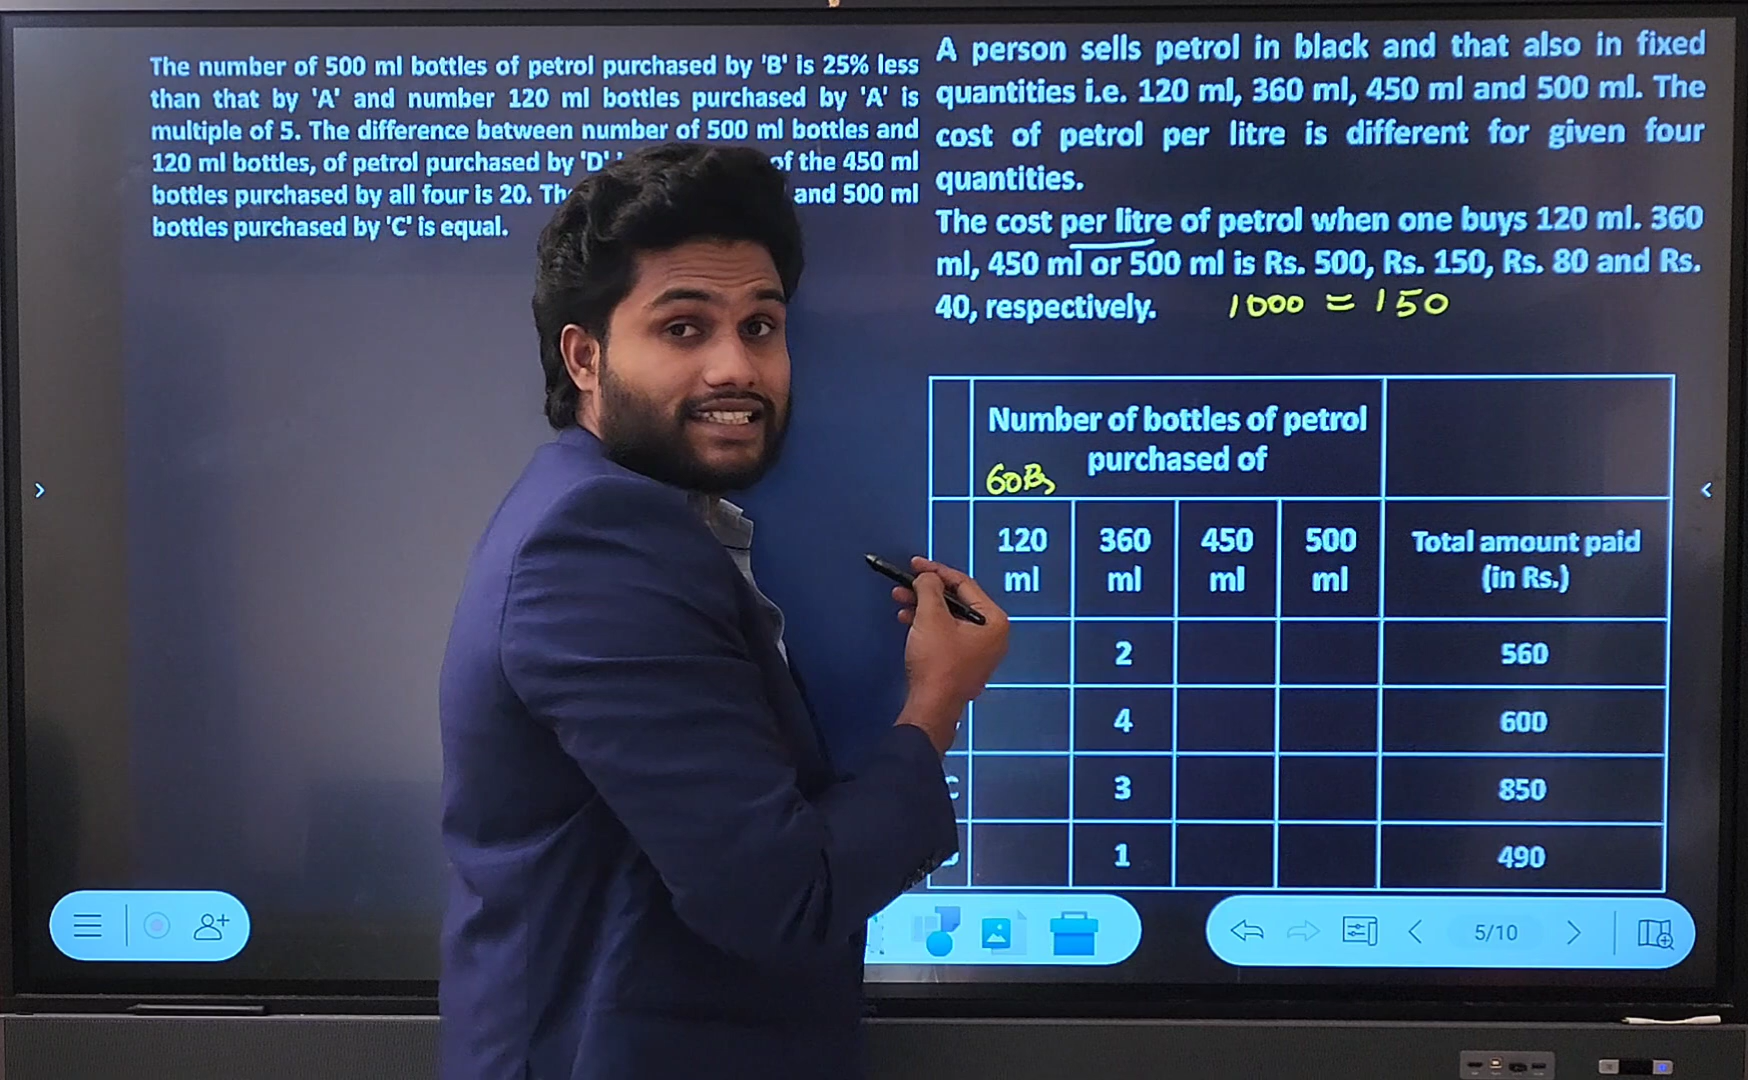 The number of 500 ml bottles of petrol purchased by 'B' is 25% less
than that by 'A' and number 120 ml bottles purchased by 'A' is
multiple of 5. The difference between number of 500 ml bottles and
120 ml bottles, of petrol purchased by 'D' of the 450 ml
bottles purchased by all four is 20. and 500 ml
bottles purchased by 'C' is equal.
A person sells petrol in black and that also in fixed
quantities i.e. 120 ml, 360 ml, 450 ml and 500 ml. The
cost of petrol per litre is different for given four
quantities.
The cost per litre of petrol when one buys 120 ml. 360
ml, 450 ml or 500 ml is Rs. 500, Rs. 150, Rs. 80 and Rs.
40, respectively. 1000 = 150
Number of bottles of petrol
purchased of
60Rs
120 ml 360 ml 450 ml 500 ml Total amount paid (in Rs.)
2 560
4 600
C 3 850
1 490
5/10